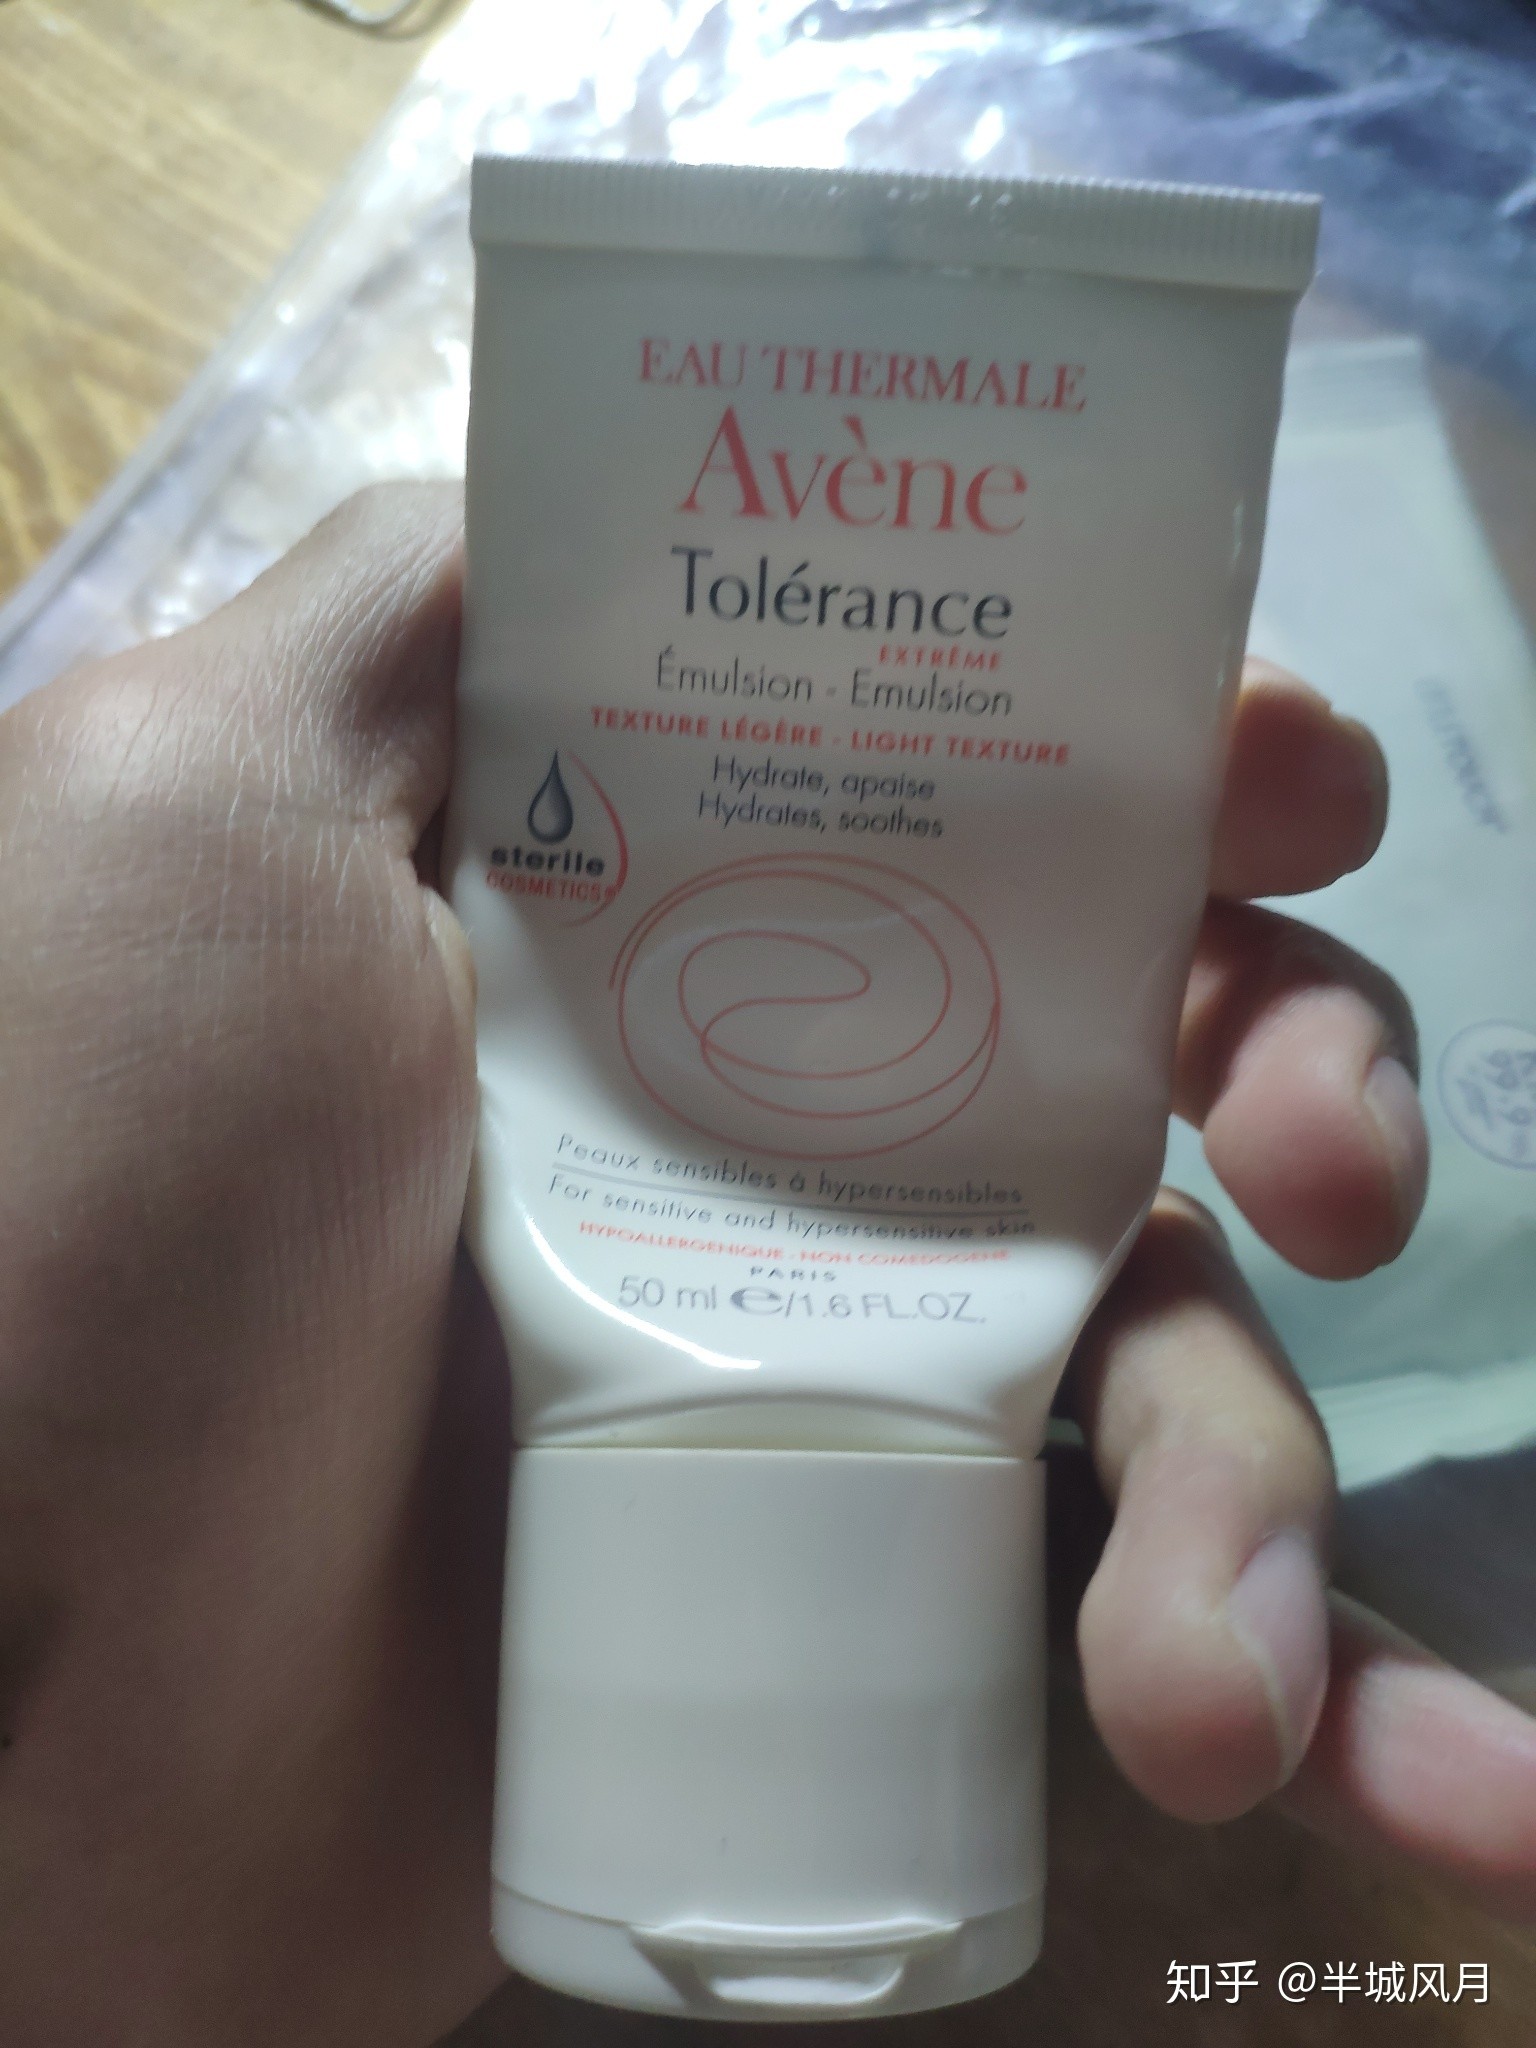 EAU THERMALE
Avène
Tolérance
EXTRÊME
Émulsion - Emulsion
TEXTURE LÉGÈRE - LIGHT TEXTURE
Hydrate, apaise
Hydrates, soothes
sterile
COSMETICS®
Peaux sensibles à hypersensibles
For sensitive and hypersensitive skin
HYPOALLERGÉNIQUE - NON COMEDOGÈNE
PARIS
50 ml e/1.6 FL.OZ.
知乎 @半城风月